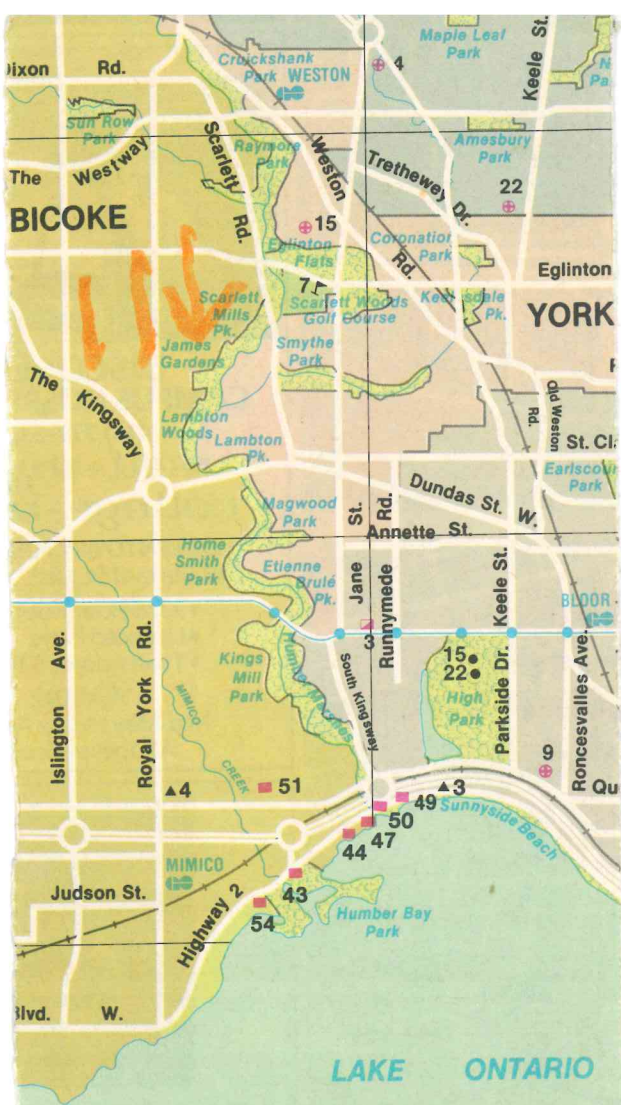 Maple Leaf
Park
Keele St.
Dixon Rd.
Cruickshank
Park
WESTON
4
N
Pa
Sun Row
Park
The Westway
Scarlett Rd.
Raymore
Park
Weston Rd.
Trethewey Dr.
Amesbury
Park
22
BICOKE
15
Eglinton
Flats
Coronation
Park
Eglinton
7
Scarlett
Mills
Pk.
Scarlett Woods
Golf Course
Keelesdale
Pk.
YORK
James
Gardens
Smythe
Park
The Kingsway
Old Weston
Rd.
Lambton
Woods
Lambton
Pk.
St. Cl
Earlscour
Park
Dundas St. W.
Magwood
Park
Annette St.
Home
Smith
Park
Etienne
Brulé
Pk.
Jane St.
Runnymede Rd.
Keele St.
BLOOR
3
Kings
Mill
Park
Humber Marshes
South Kingsway
15
22
High
Park
Parkside Dr.
Roncesvalles Ave.
Islington Ave.
Royal York Rd.
MIMICO
CREEK
4
51
9
3
49
Qu
50
47
44
Sunnyside Beach
MIMICO
43
Judson St.
54
Highway 2
Humber Bay
Park
Blvd. W.
LAKE ONTARIO